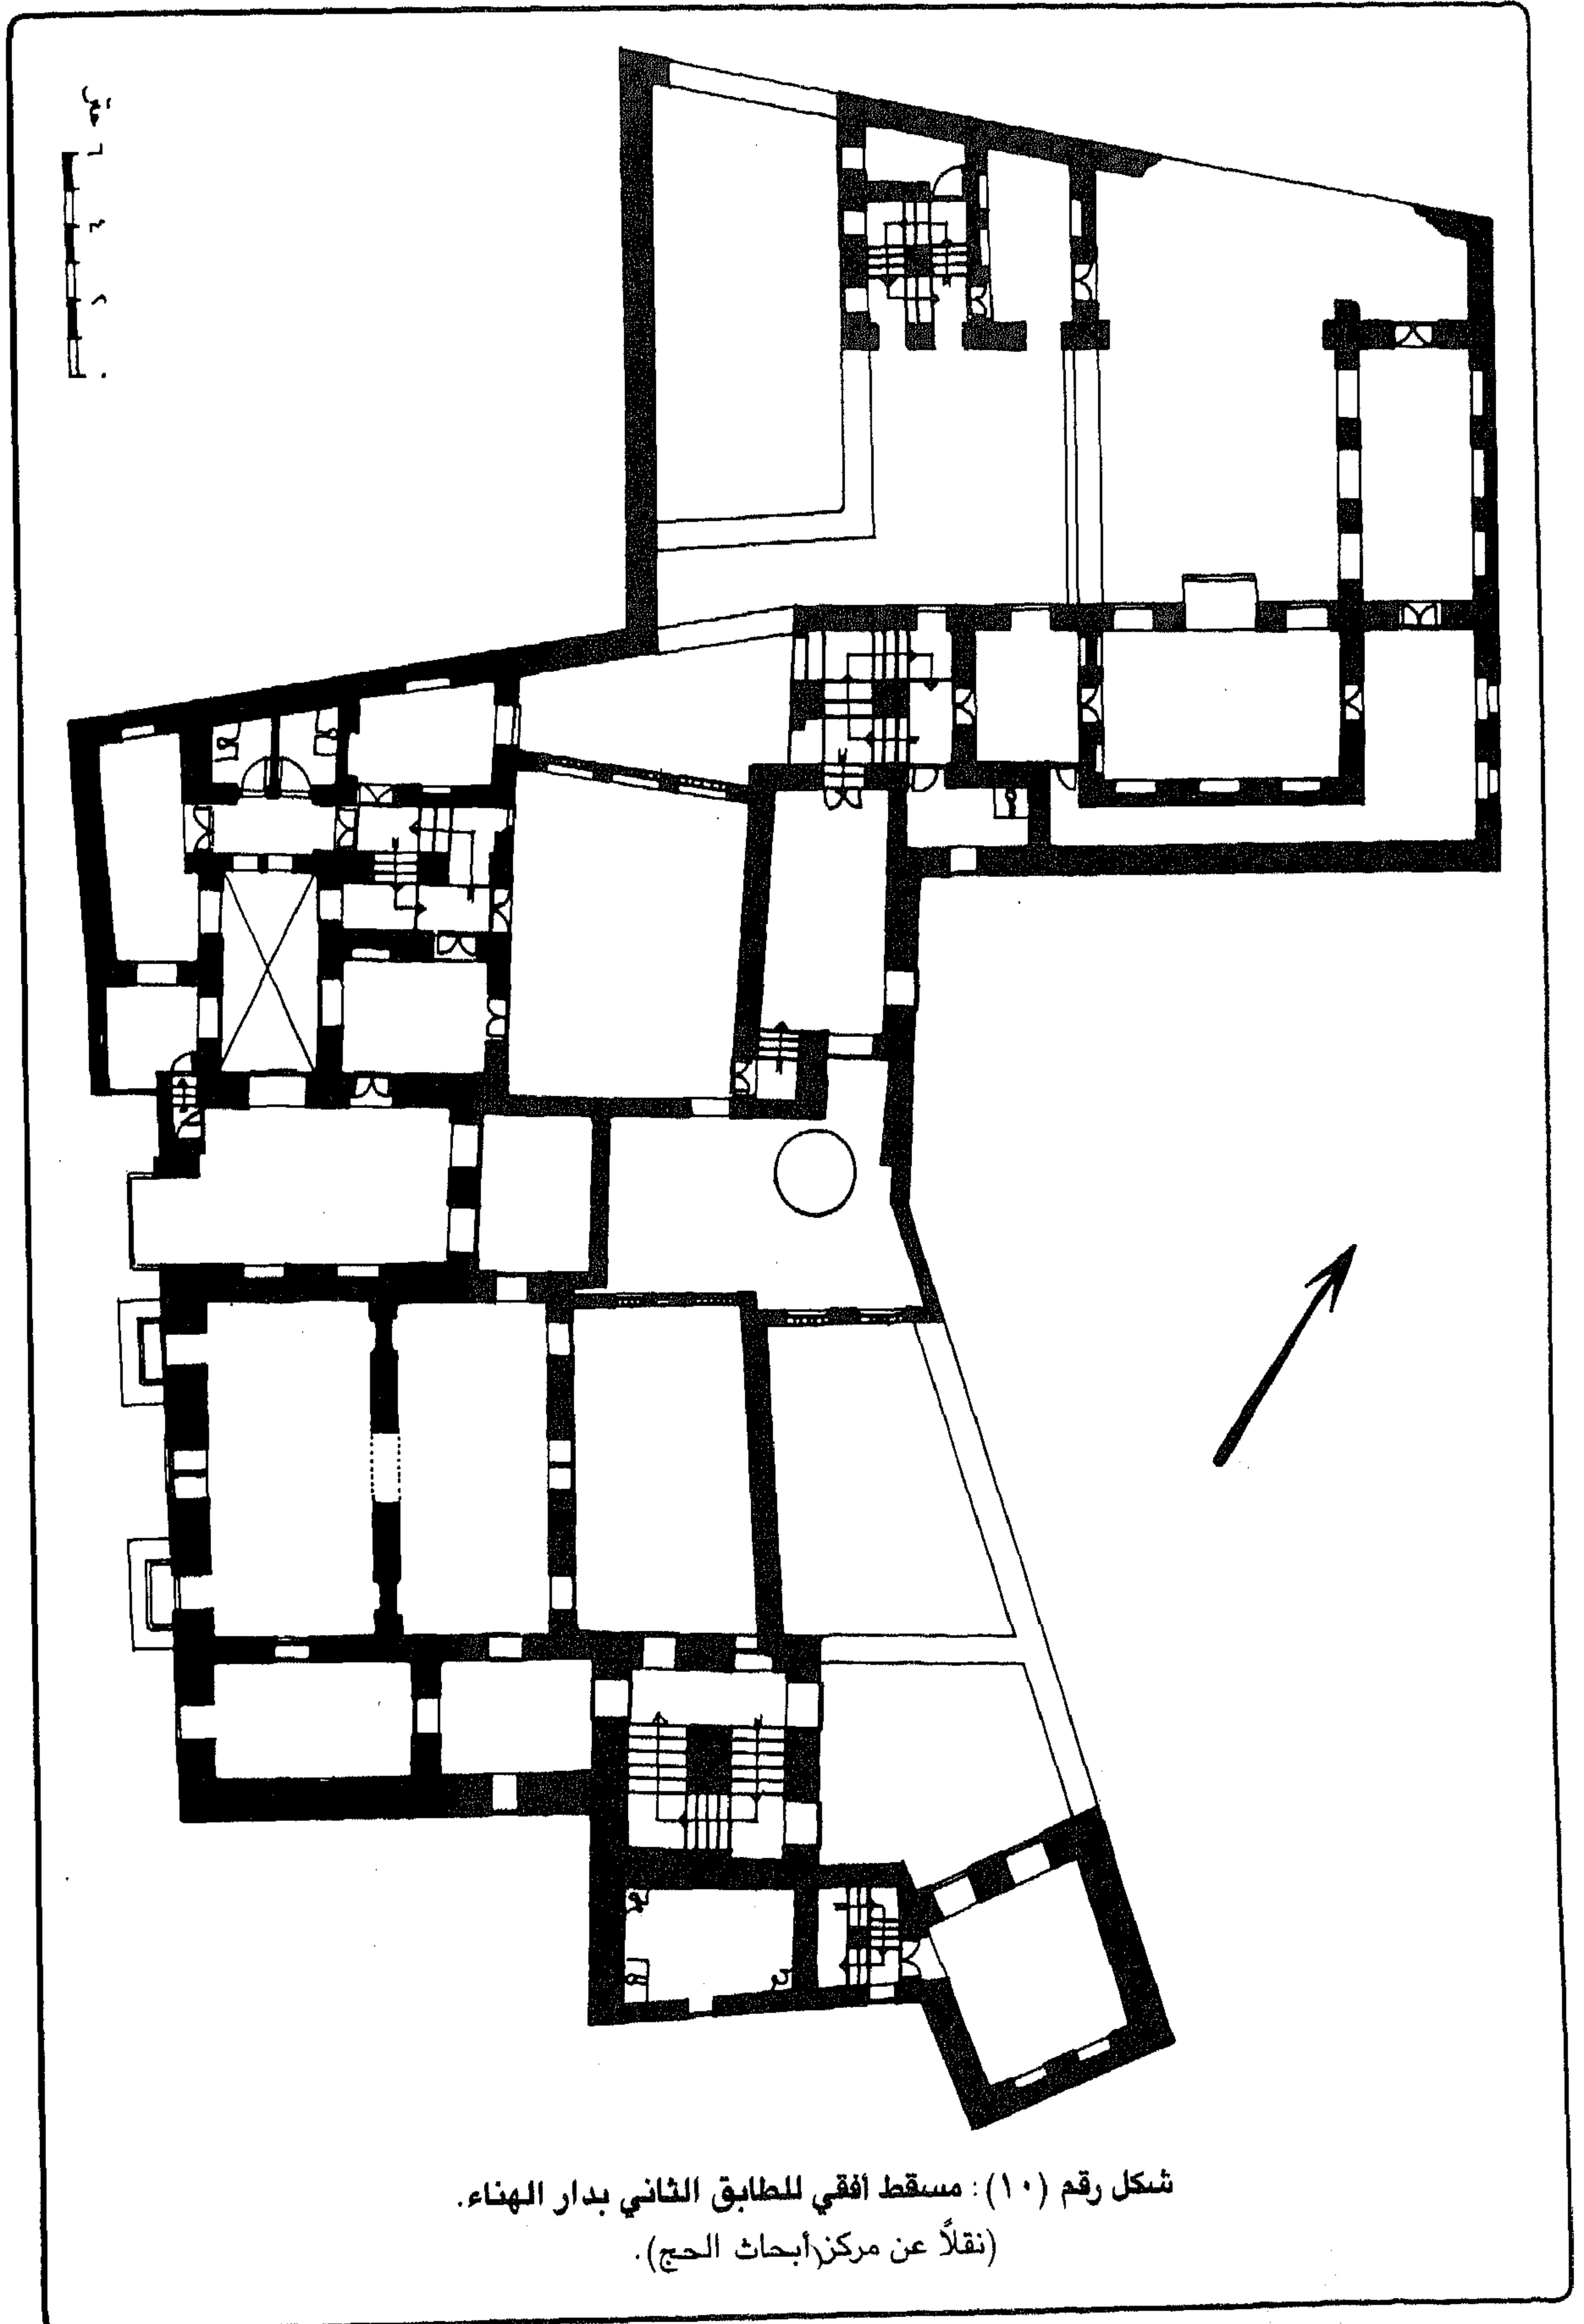 شكل رقم (١٠): مسقط أفقي للطابق الثاني بدار الهناء.
(نقلاً عن مركز أبحاث الحج).